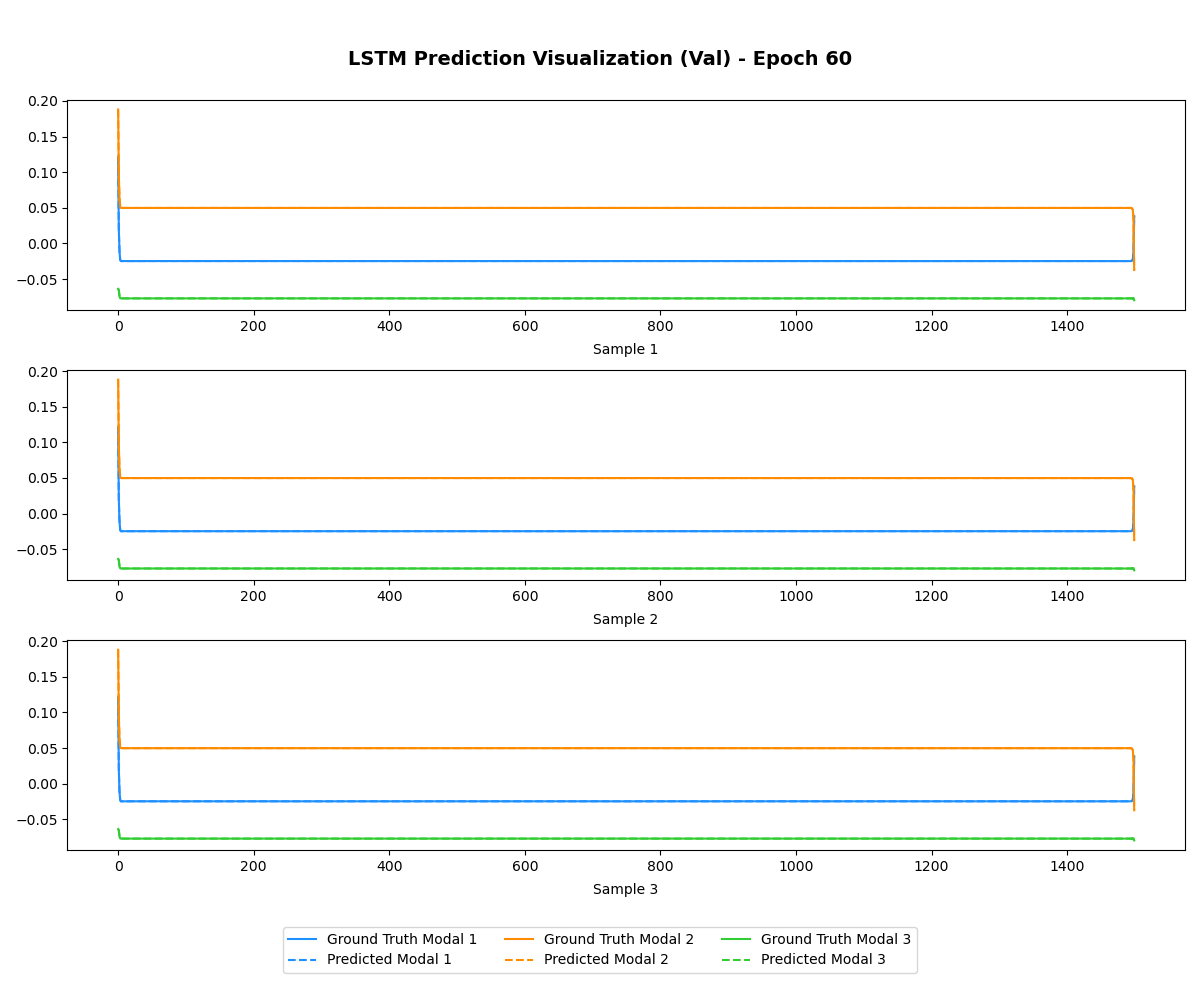 LSTM Prediction Visualization (Val) - Epoch 60
0.20
0.15
0.10
0.05
0.00
−0.05
0 200 400 600 800 1000 1200 1400
Sample 1
0.20
0.15
0.10
0.05
0.00
−0.05
0 200 400 600 800 1000 1200 1400
Sample 2
0.20
0.15
0.10
0.05
0.00
−0.05
0 200 400 600 800 1000 1200 1400
Sample 3
Ground Truth Modal 1 Ground Truth Modal 2 Ground Truth Modal 3
Predicted Modal 1 Predicted Modal 2 Predicted Modal 3